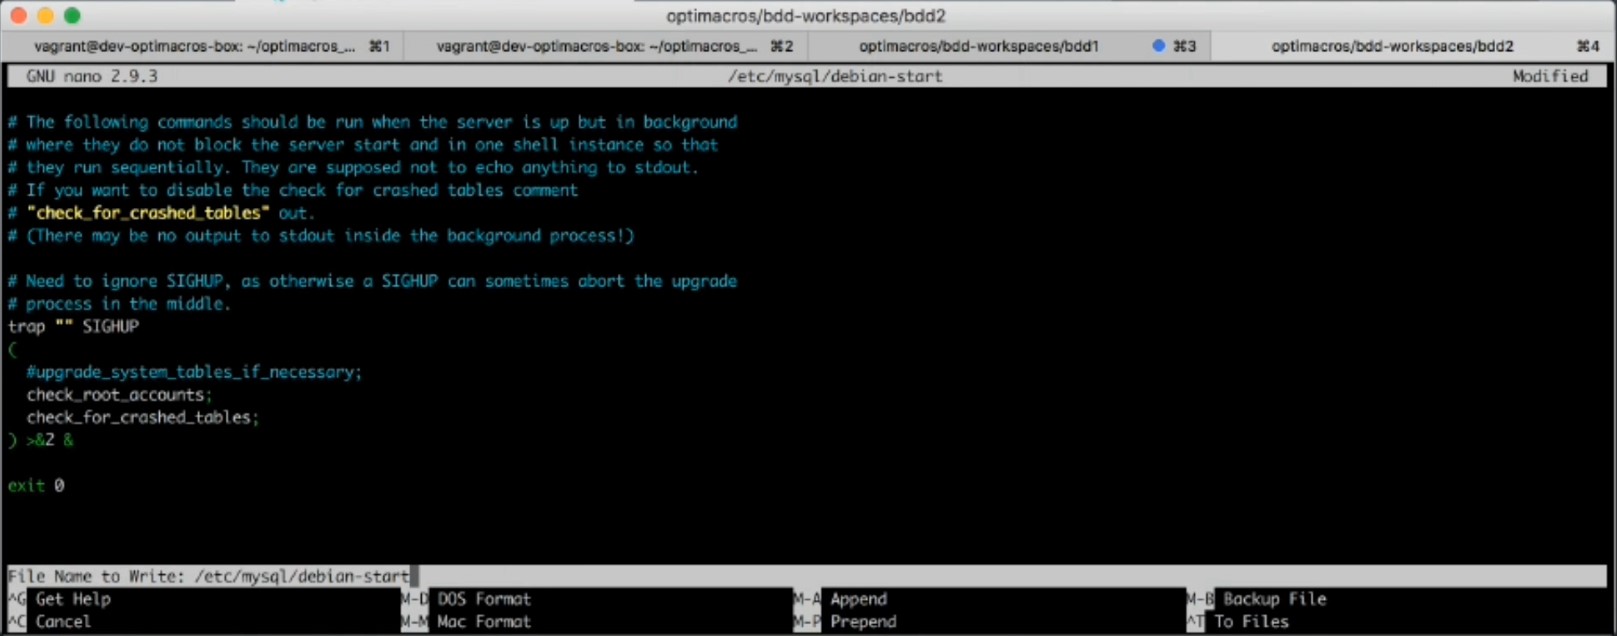 optimacros/bdd-workspaces/bdd2
vagrant@dev-optimacros-box: ~/optimacros_... ⌘1 vagrant@dev-optimacros-box: ~/optimacros_... ⌘2 optimacros/bdd-workspaces/bdd1 ⌘3 optimacros/bdd-workspaces/bdd2 ⌘4
GNU nano 2.9.3 /etc/mysql/debian-start Modified
# The following commands should be run when the server is up but in background
# where they do not block the server start and in one shell instance so that
# they run sequentially. They are supposed not to echo anything to stdout.
# If you want to disable the check for crashed tables comment
# "check_for_crashed_tables" out.
# (There may be no output to stdout inside the background process!)
# Need to ignore SIGHUP, as otherwise a SIGHUP can sometimes abort the upgrade
# process in the middle.
trap "" SIGHUP
(
#upgrade_system_tables_if_necessary;
check_root_accounts;
check_for_crashed_tables;
) >&2 &
exit 0
File Name to Write: /etc/mysql/debian-start
^G Get Help M-D DOS Format M-A Append M-B Backup File
^C Cancel M-M Mac Format M-P Prepend ^T To Files